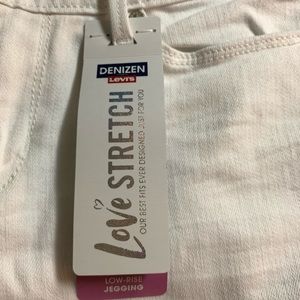 DENIZEN
Levi's
Love STRETCH
OUR BEST FITS EVER DESIGNED JUST FOR YOU
LOW-RISE
JEGGING